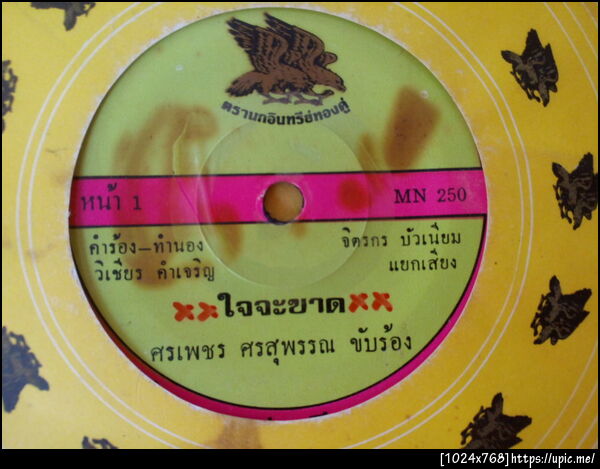 ตรานกอินทรีย์ทองคู่
หน้า 1 MN 250
คำร้อง—ทำนอง จิตรกร บัวเนียม
วิเชียร คำเจริญ แยกเสียง
××ใจจะขาด××
ศรเพชร ศรสุพรรณ ขับร้อง
[1024x768]https://upic.me/